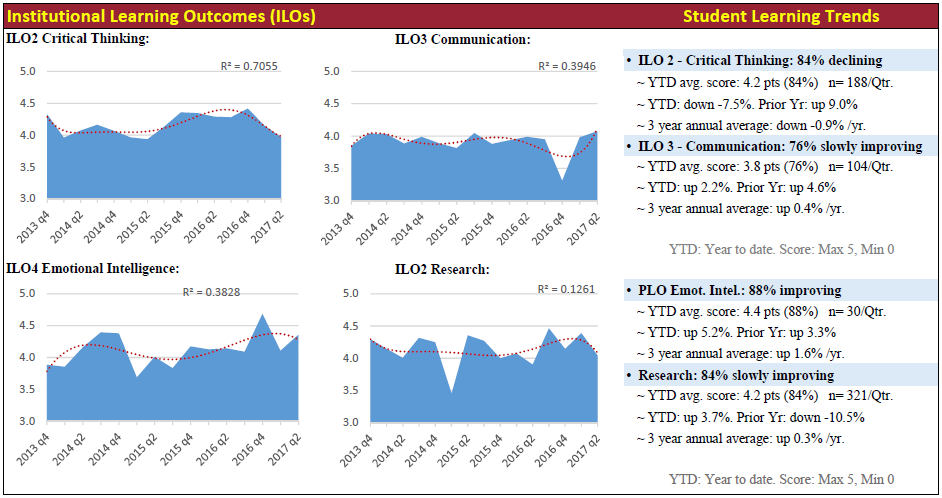 Institutional Learning Outcomes (ILOs)
Student Learning Trends
ILO2 Critical Thinking:
R² = 0.7055
5.0
4.5
4.0
3.5
3.0
2013 q4
2014 q2
2014 q4
2015 q2
2015 q4
2016 q2
2016 q4
2017 q2
ILO3 Communication:
R² = 0.3946
5.0
4.5
4.0
3.5
3.0
2013 q4
2014 q2
2014 q4
2015 q2
2015 q4
2016 q2
2016 q4
2017 q2
• ILO 2 - Critical Thinking: 84% declining
~ YTD avg. score: 4.2 pts (84%) n= 188/Qtr.
~ YTD: down -7.5%. Prior Yr: up 9.0%
~ 3 year annual average: down -0.9% /yr.
• ILO 3 - Communication: 76% slowly improving
~ YTD avg. score: 3.8 pts (76%) n= 104/Qtr.
~ YTD: up 2.2%. Prior Yr: up 4.6%
~ 3 year annual average: up 0.4% /yr.
YTD: Year to date. Score: Max 5, Min 0
ILO4 Emotional Intelligence:
R² = 0.3828
5.0
4.5
4.0
3.5
3.0
2013 q4
2014 q2
2014 q4
2015 q2
2015 q4
2016 q2
2016 q4
2017 q2
ILO2 Research:
R² = 0.1261
5.0
4.5
4.0
3.5
3.0
2013 q4
2014 q2
2014 q4
2015 q2
2015 q4
2016 q2
2016 q4
2017 q2
• PLO Emot. Intel.: 88% improving
~ YTD avg. score: 4.4 pts (88%) n= 30/Qtr.
~ YTD: up 5.2%. Prior Yr: up 3.3%
~ 3 year annual average: up 1.6% /yr.
• Research: 84% slowly improving
~ YTD avg. score: 4.2 pts (84%) n= 321/Qtr.
~ YTD: up 3.7%. Prior Yr: down -10.5%
~ 3 year annual average: up 0.3% /yr.
YTD: Year to date. Score: Max 5, Min 0